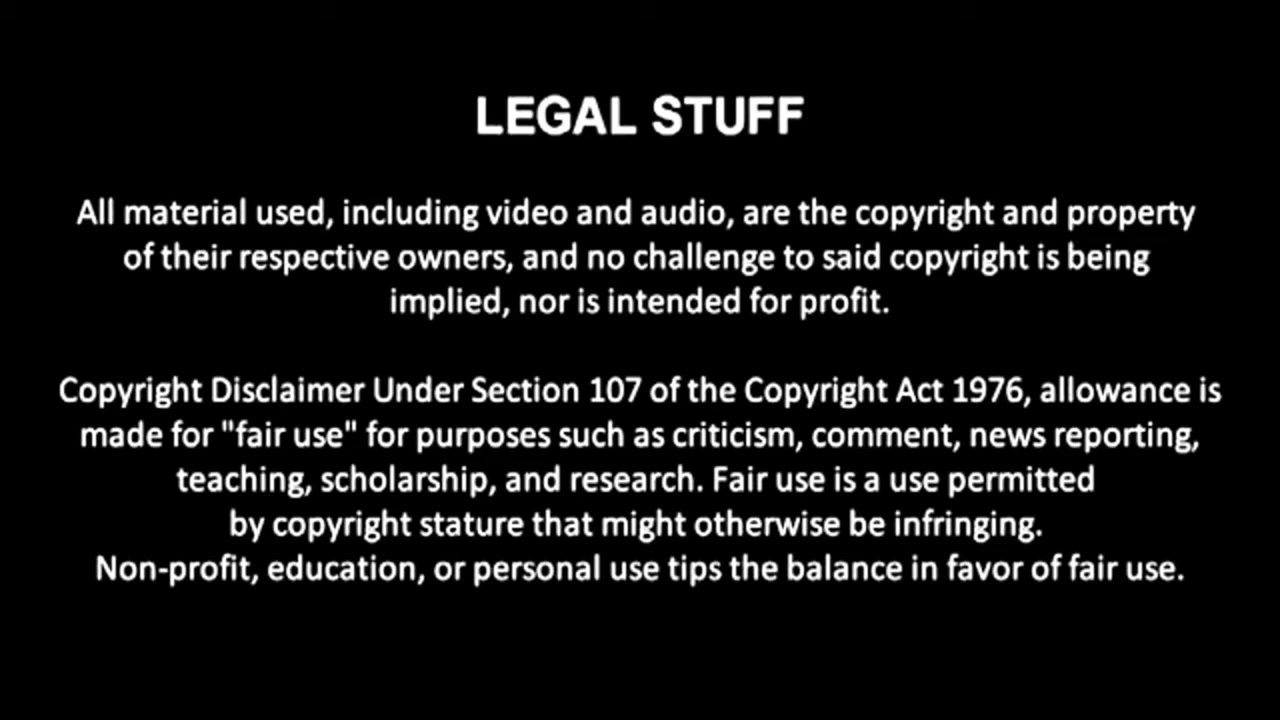 LEGAL STUFF
All material used, including video and audio, are the copyright and property
of their respective owners, and no challenge to said copyright is being
implied, nor is intended for profit.
Copyright Disclaimer Under Section 107 of the Copyright Act 1976, allowance is
made for "fair use" for purposes such as criticism, comment, news reporting,
teaching, scholarship, and research. Fair use is a use permitted
by copyright stature that might otherwise be infringing.
Non-profit, education, or personal use tips the balance in favor of fair use.